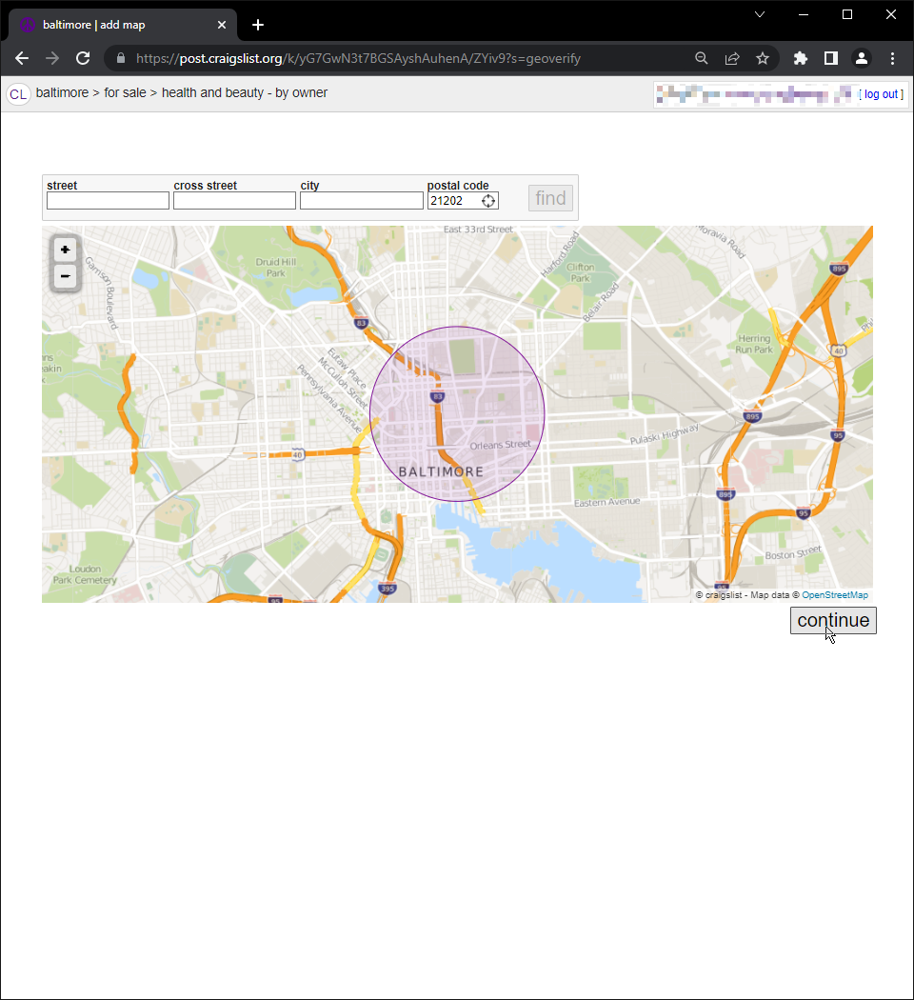 baltimore | add map
https://post.craigslist.org/k/yG7GwN3t7BGSAyshAuhenA/ZYiv9?s=geoverify
CL baltimore > for sale > health and beauty - by owner
[ log out ]
street cross street city postal code
21202
find
+
−
East 33rd Street
Moravia Road
Garrison Boulevard
Druid Hill
Park
Harford Road
Clifton
Park
895
Belair Road
83
Herring
Run Park
40
Eutaw Place
McCulloh Street
Pennsylvania Avenue
83
895
Pulaski Highway
95
Orleans Street
40
BALTIMORE
895
Eastern Avenue
95
Boston Street
Loudon
Park Cemetery
395
95
95
© craigslist - Map data © OpenStreetMap
continue